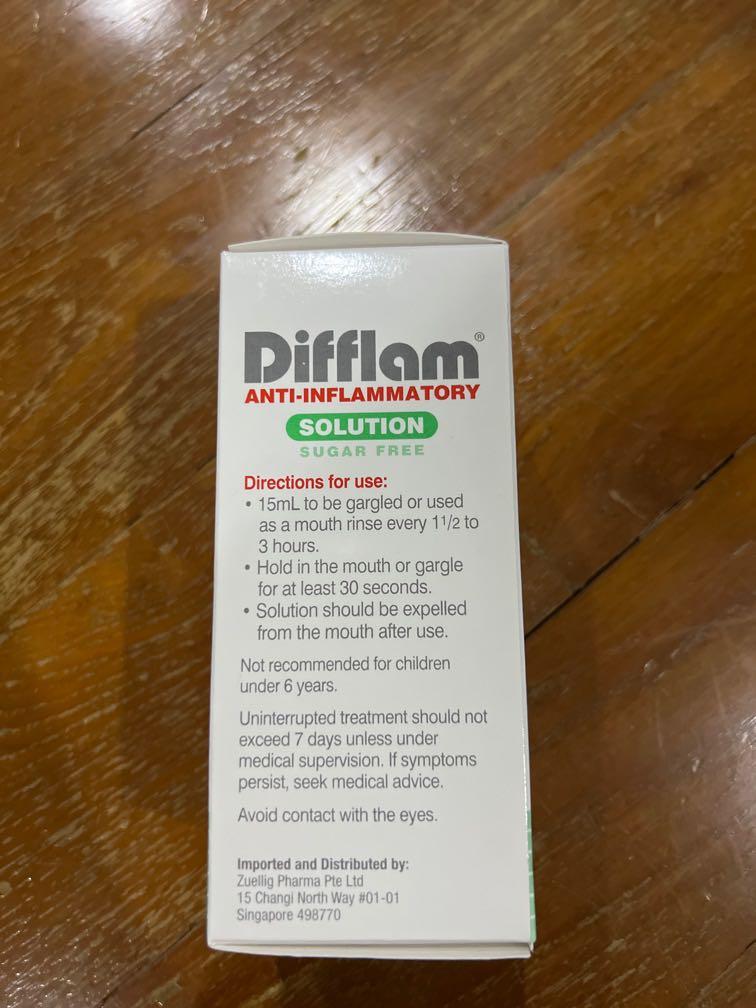 Difflam®
ANTI-INFLAMMATORY
SOLUTION
SUGAR FREE
Directions for use:
• 15mL to be gargled or used
as a mouth rinse every 1 1/2 to
3 hours.
• Hold in the mouth or gargle
for at least 30 seconds.
• Solution should be expelled
from the mouth after use.
Not recommended for children
under 6 years.
Uninterrupted treatment should not
exceed 7 days unless under
medical supervision. If symptoms
persist, seek medical advice.
Avoid contact with the eyes.
Imported and Distributed by:
Zuellig Pharma Pte Ltd
15 Changi North Way #01-01
Singapore 498770